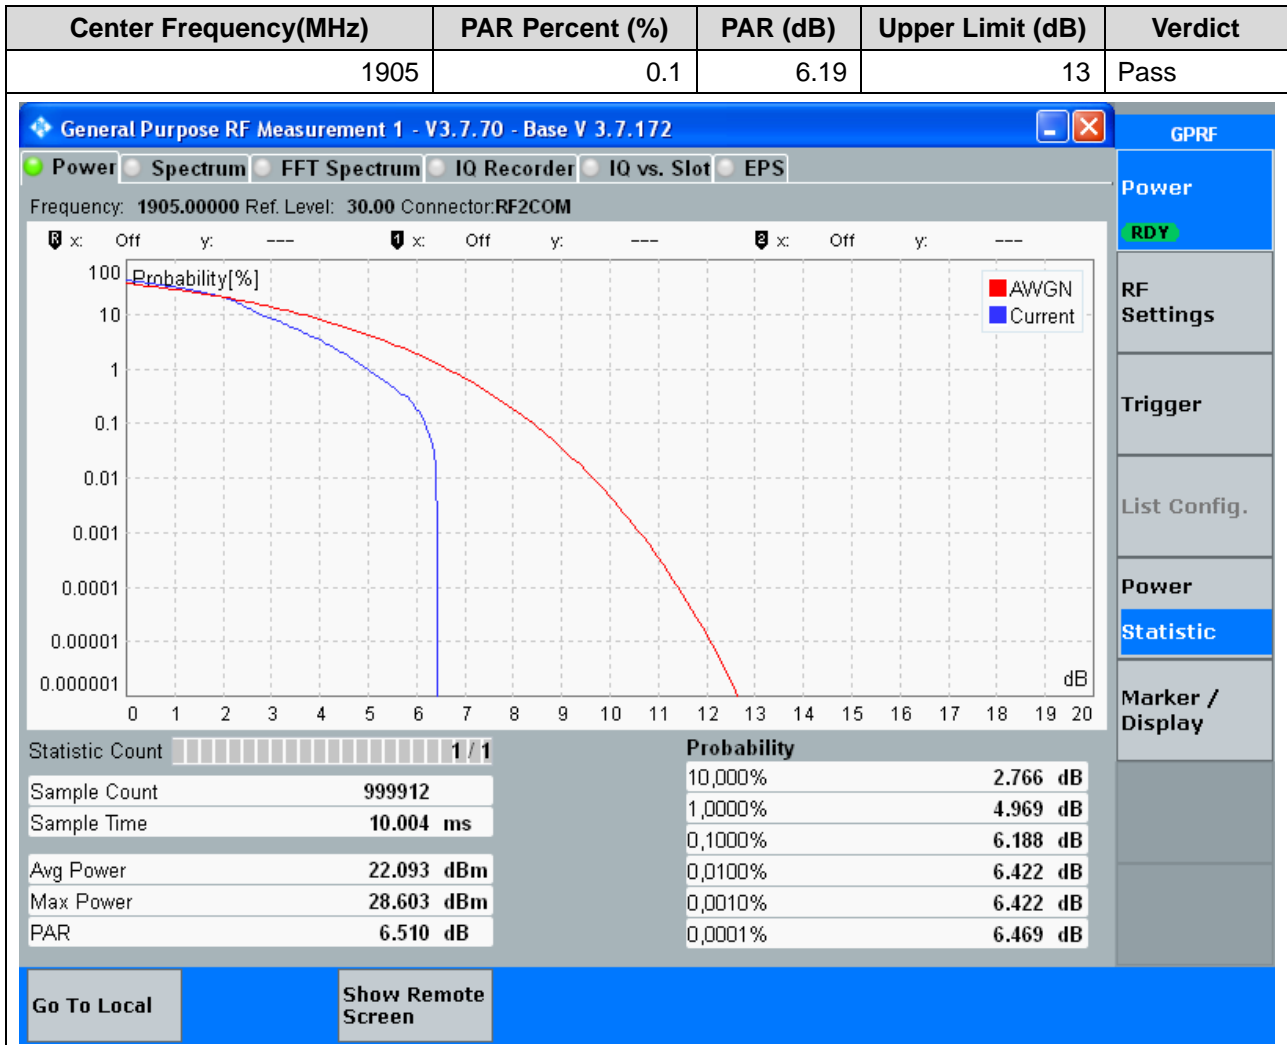 Center Frequency(MHz) PAR Percent (%) PAR (dB) Upper Limit (dB) Verdict
1905 0.1 6.19 13 Pass
General Purpose RF Measurement 1 - V3.7.70 - Base V 3.7.172
GPRF
Power Spectrum FFT Spectrum IQ Recorder IQ vs. Slot EPS
Frequency: 1905.00000 Ref. Level: 30.00 Connector:RF2COM
R x: Off y: --- 1 x: Off y: --- 2 x: Off y: ---
Probability[%]
AWGN
Current
100
10
1
0.1
0.01
0.001
0.0001
0.00001
0.000001
dB
0 1 2 3 4 5 6 7 8 9 10 11 12 13 14 15 16 17 18 19 20
Statistic Count 1 / 1
Sample Count 999912
Sample Time 10.004 ms
Avg Power 22.093 dBm
Max Power 28.603 dBm
PAR 6.510 dB
Probability
10,000% 2.766 dB
1,0000% 4.969 dB
0,1000% 6.188 dB
0,0100% 6.422 dB
0,0010% 6.422 dB
0,0001% 6.469 dB
Power
RDY
RF
Settings
Trigger
List Config.
Power
Statistic
Marker /
Display
Go To Local
Show Remote
Screen